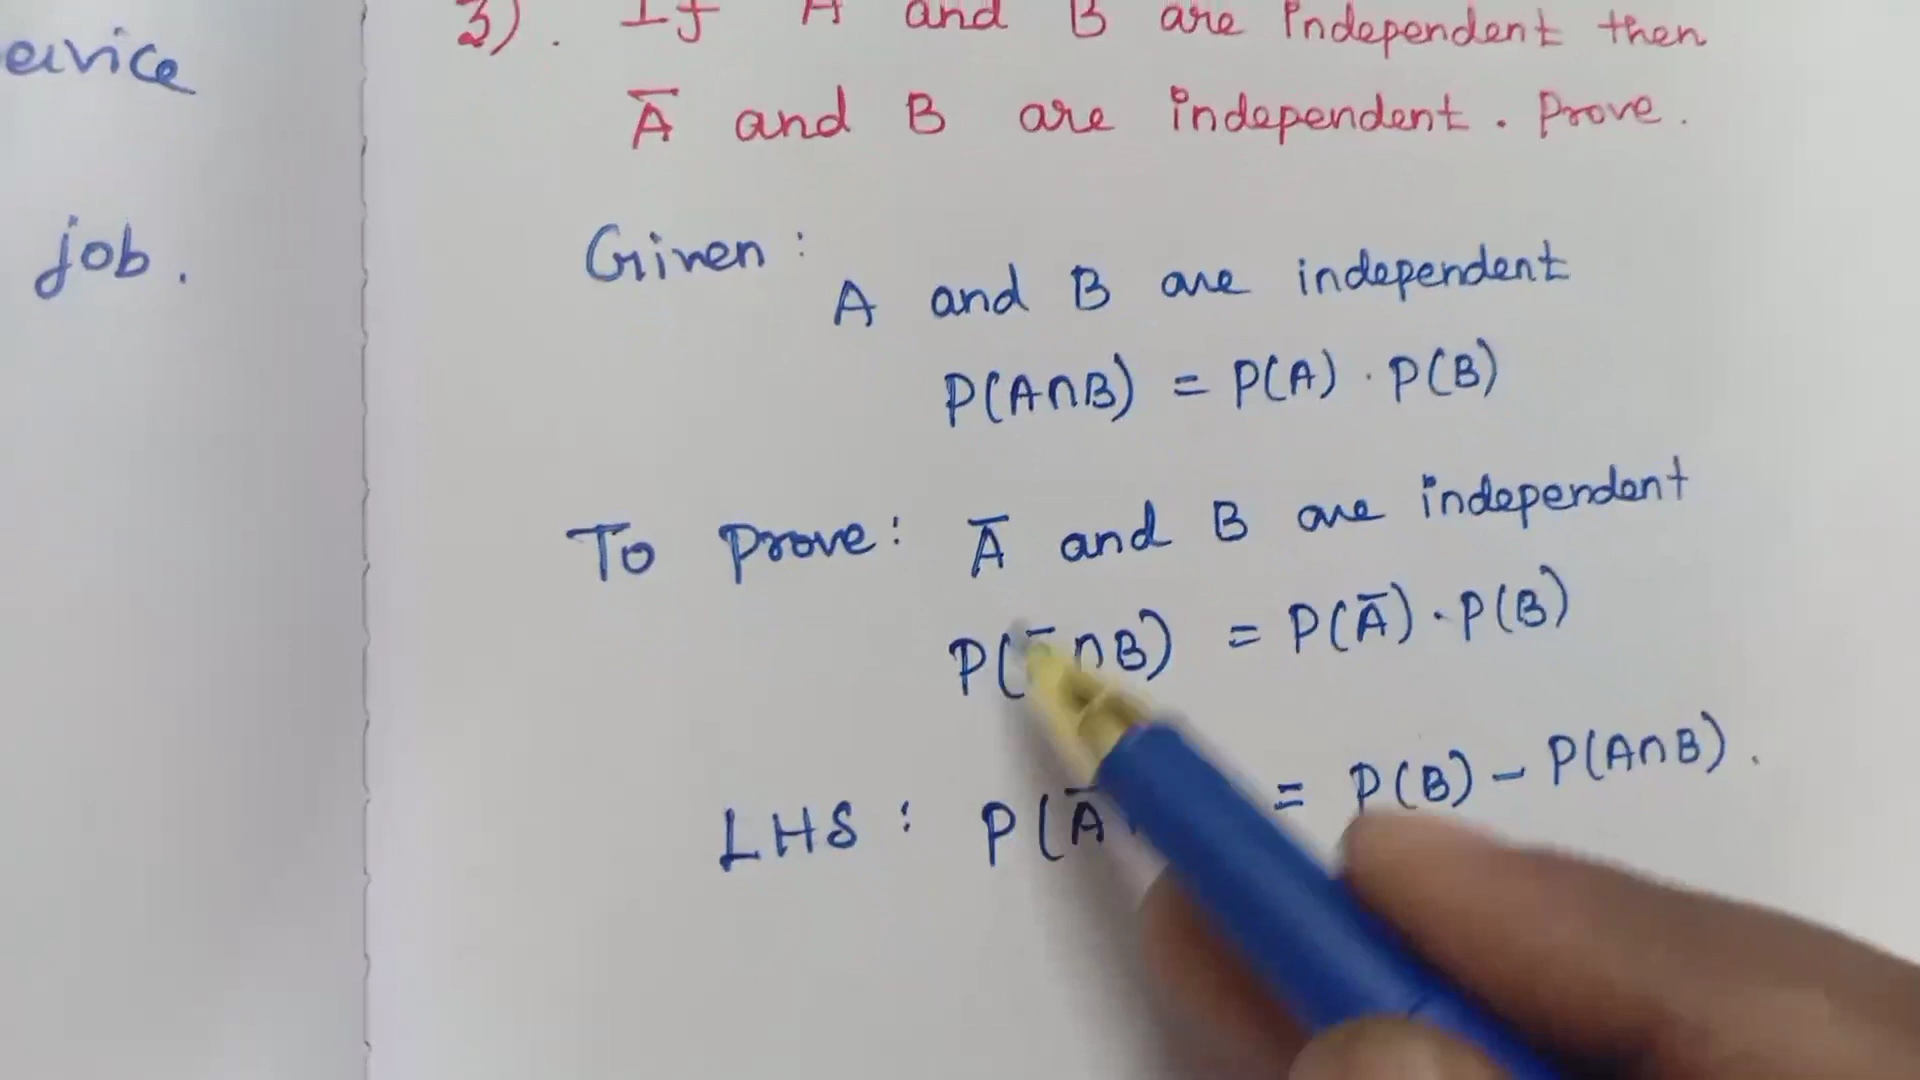 ervice
job.
3). If A and B are independent then
A̅ and B are independent. Prove.
Given:
A and B are independent
P(A∩B) = P(A) · P(B)
To prove: A̅ and B are independent
P( ∩B) = P(A̅) · P(B)
LHS : P(A̅ = P(B) - P(A∩B).